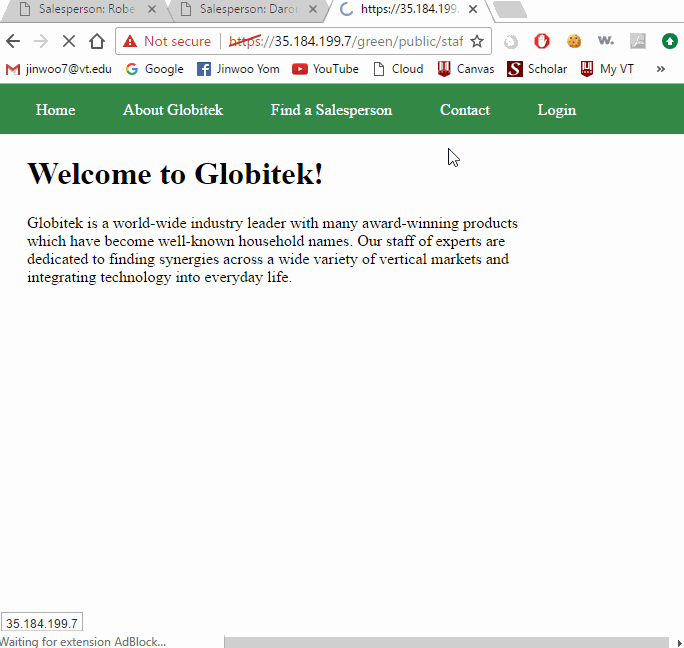 Salesperson: Robe
Salesperson: Daron
https://35.184.199.
Not secure
https://35.184.199.7/green/public/staf
W.
jinwoo7@vt.edu
Google
Jinwoo Yom
YouTube
Cloud
Canvas
S
Scholar
My VT
»
Home
About Globitek
Find a Salesperson
Contact
Login
Welcome to Globitek!
Globitek is a world-wide industry leader with many award-winning products
which have become well-known household names. Our staff of experts are
dedicated to finding synergies across a wide variety of vertical markets and
integrating technology into everyday life.
35.184.199.7
Waiting for extension AdBlock...